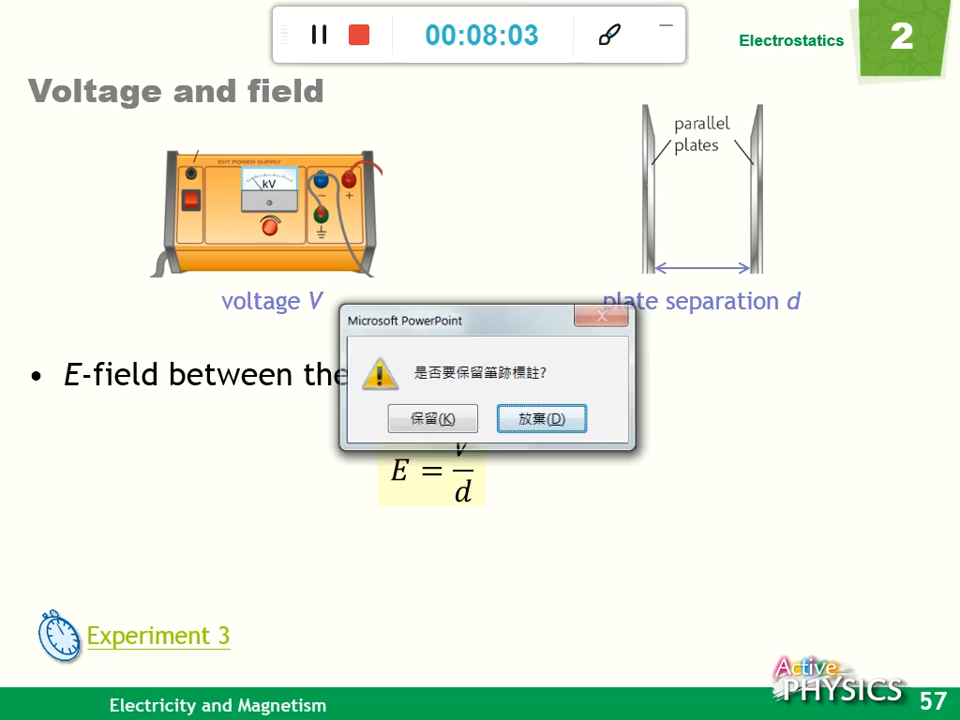 00:08:03
Electrostatics
2
Voltage and field
EHT POWER SUPPLY
kV
parallel
plates
voltage V
plate separation d
Microsoft PowerPoint
是否要保留筆跡標註?
保留(K)
放棄(D)
• E-field between the
E = V/d
Experiment 3
Active
PHYSICS
Electricity and Magnetism
57